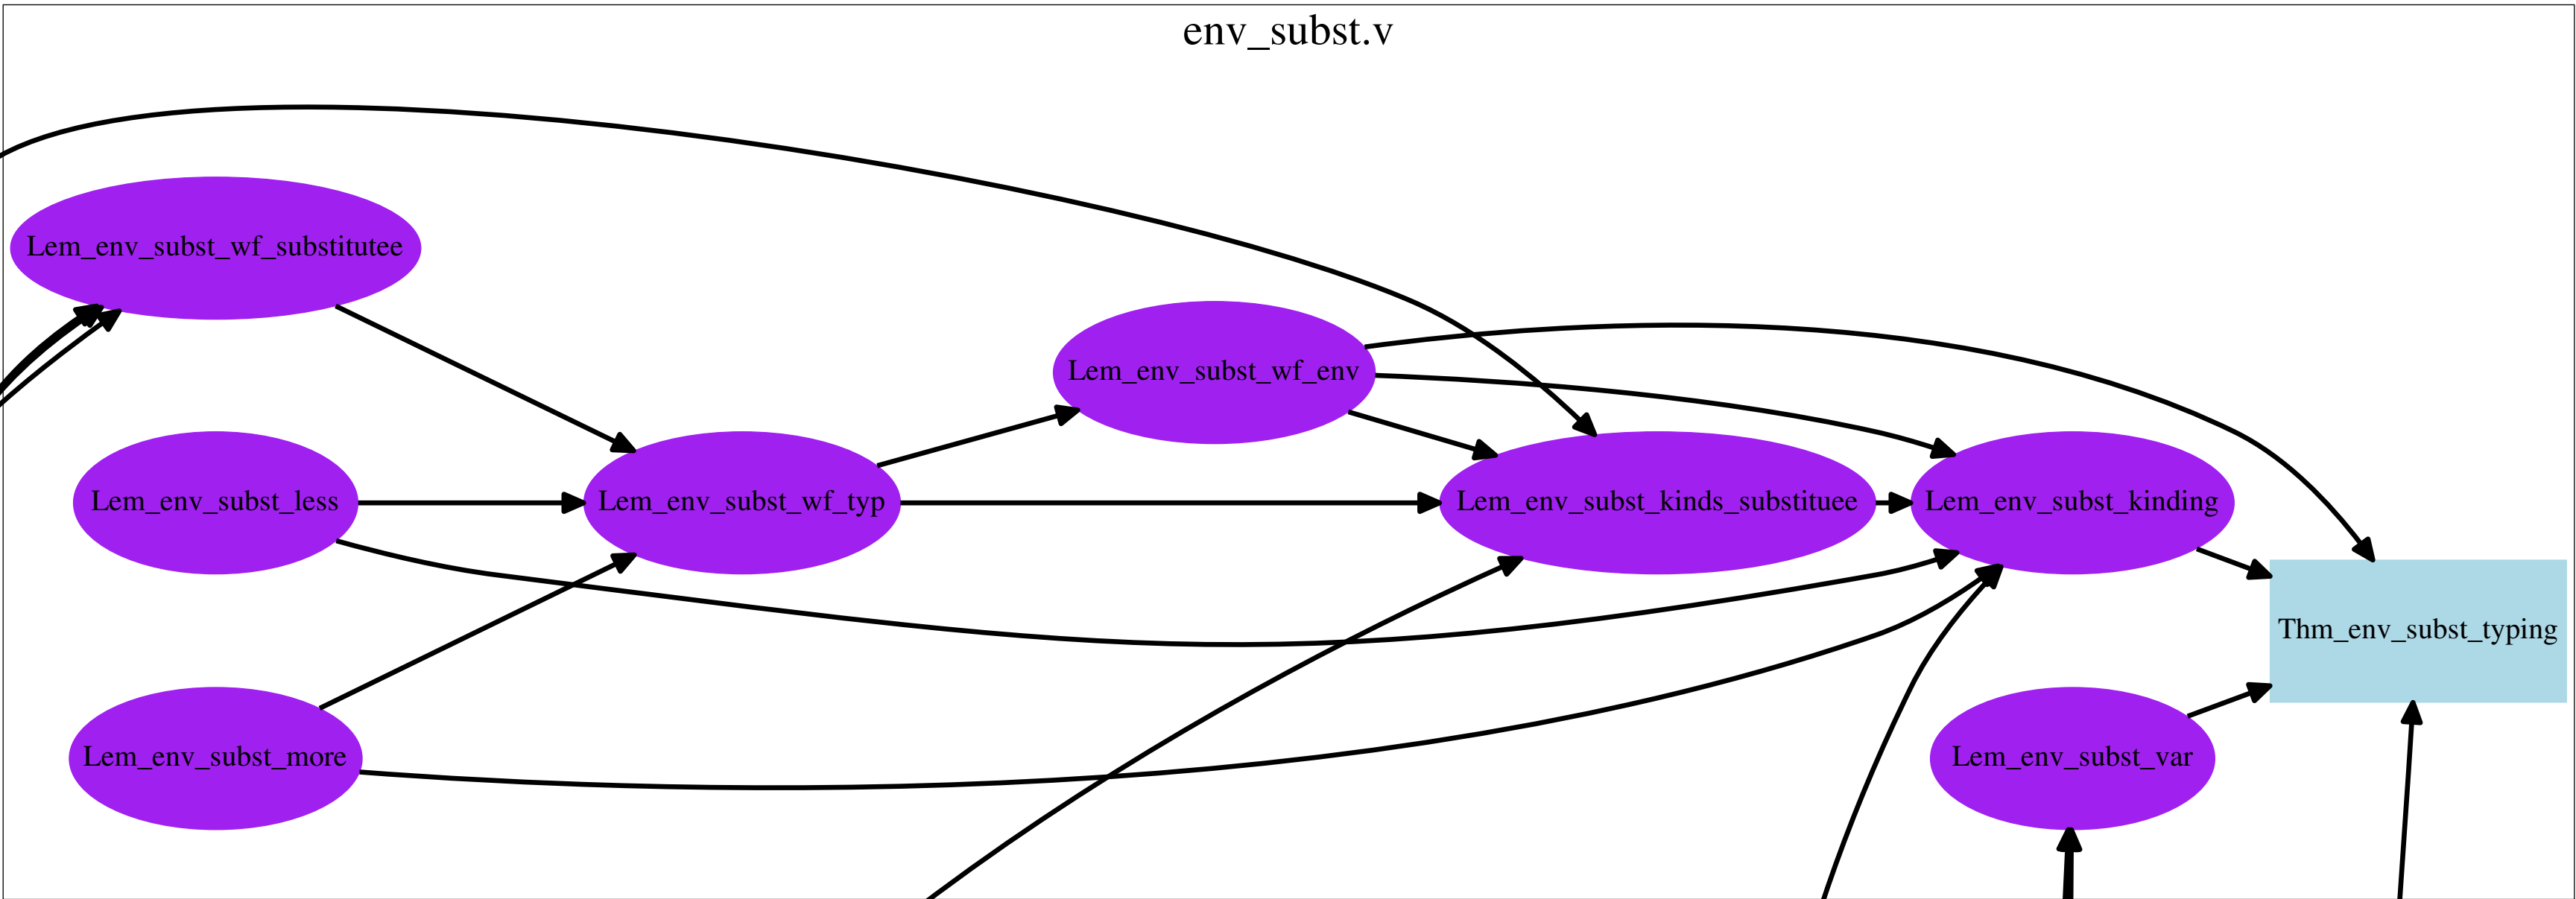 env_subst.v
Lem_env_subst_wf_substitutee
Lem_env_subst_wf_env
Lem_env_subst_less
Lem_env_subst_wf_typ
Lem_env_subst_kinds_substituee
Lem_env_subst_kinding
Thm_env_subst_typing
Lem_env_subst_more
Lem_env_subst_var